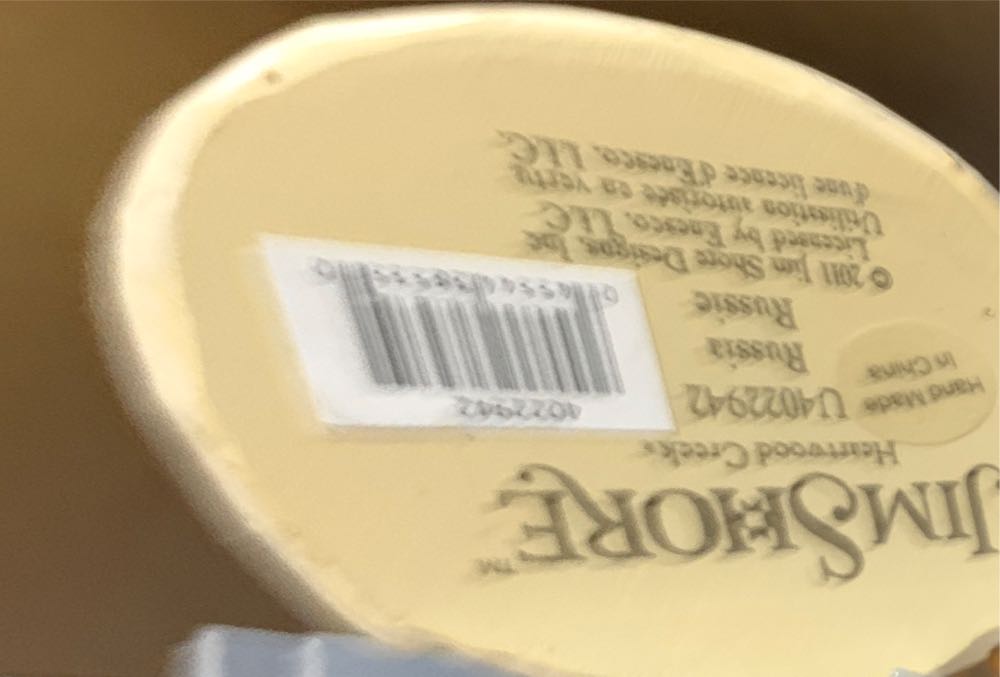 JIM SHORE™
Heartwood Creek®
U4022942
Russia
Russie
© 2011 Jim Shore Designs, Inc
Licensed by Enesco, LLC
Utilisation autorisée en vertu
d'une licence d'Enesco, LLC.
Hand Made
in China
4022942